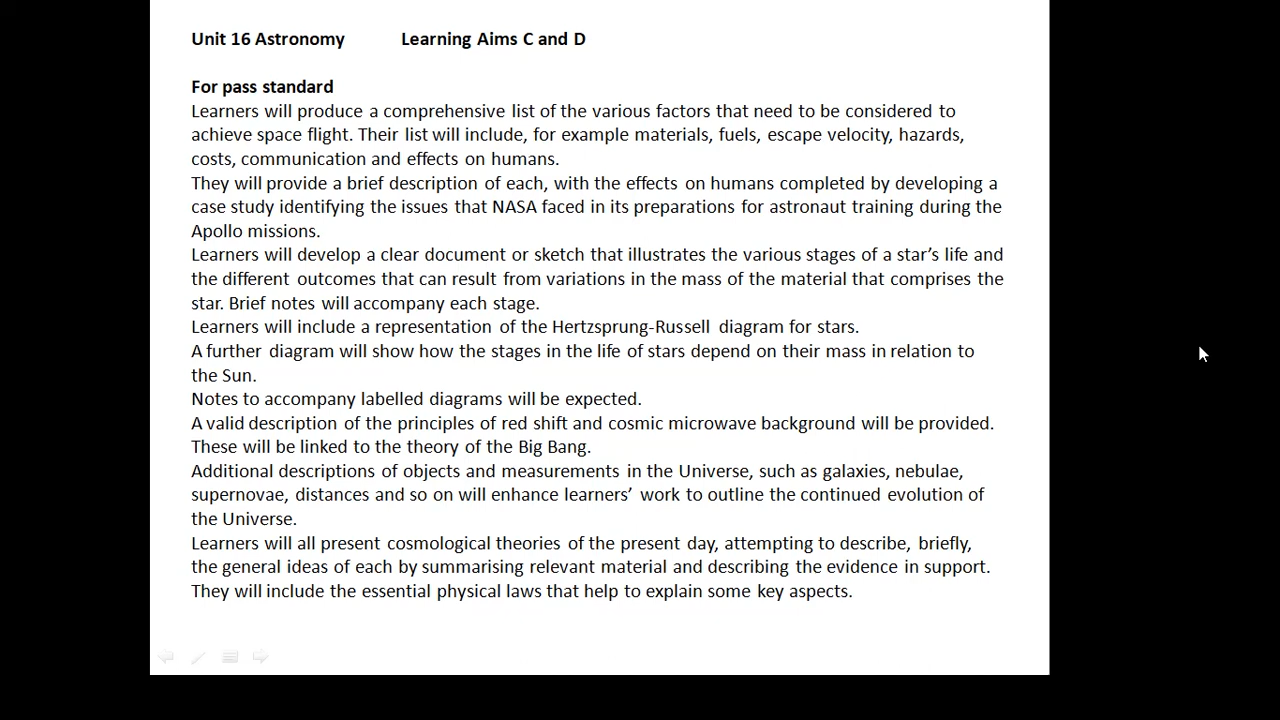 Unit 16 Astronomy Learning Aims C and D
For pass standard
Learners will produce a comprehensive list of the various factors that need to be considered to
achieve space flight. Their list will include, for example materials, fuels, escape velocity, hazards,
costs, communication and effects on humans.
They will provide a brief description of each, with the effects on humans completed by developing a
case study identifying the issues that NASA faced in its preparations for astronaut training during the
Apollo missions.
Learners will develop a clear document or sketch that illustrates the various stages of a star’s life and
the different outcomes that can result from variations in the mass of the material that comprises the
star. Brief notes will accompany each stage.
Learners will include a representation of the Hertzsprung-Russell diagram for stars.
A further diagram will show how the stages in the life of stars depend on their mass in relation to
the Sun.
Notes to accompany labelled diagrams will be expected.
A valid description of the principles of red shift and cosmic microwave background will be provided.
These will be linked to the theory of the Big Bang.
Additional descriptions of objects and measurements in the Universe, such as galaxies, nebulae,
supernovae, distances and so on will enhance learners’ work to outline the continued evolution of
the Universe.
Learners will all present cosmological theories of the present day, attempting to describe, briefly,
the general ideas of each by summarising relevant material and describing the evidence in support.
They will include the essential physical laws that help to explain some key aspects.